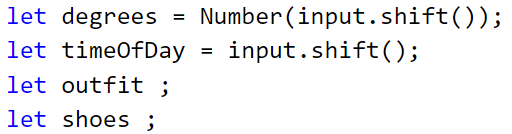 let degrees = Number(input.shift());
let timeOfDay = input.shift();
let outfit ;
let shoes ;